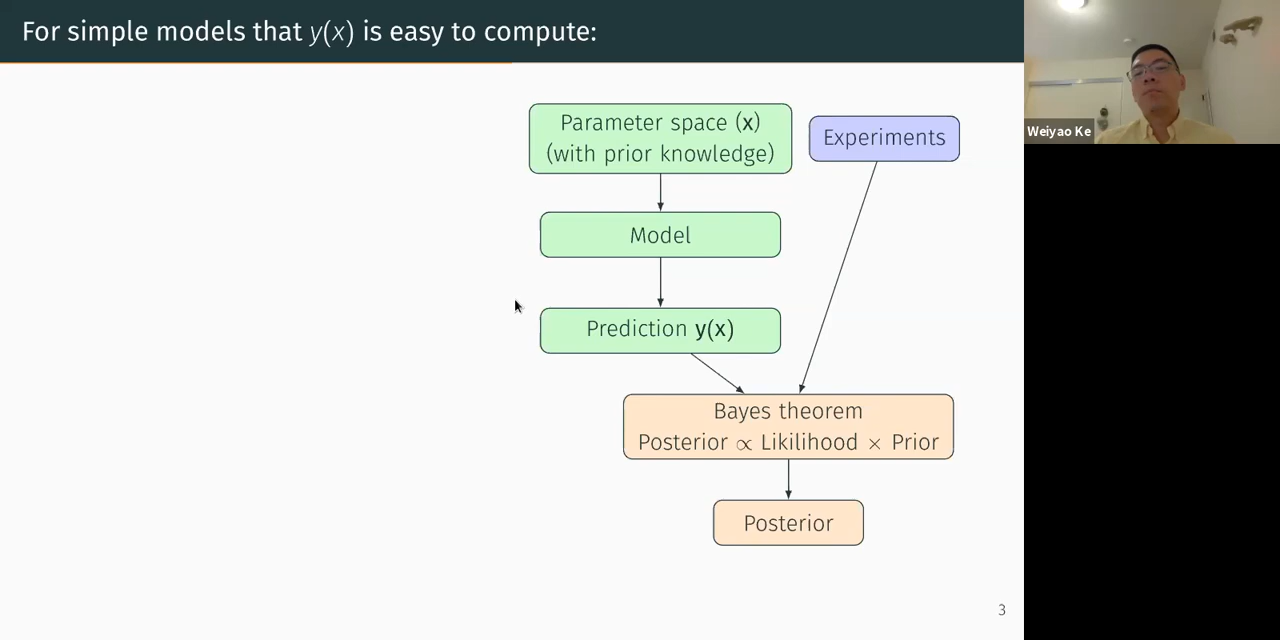 For simple models that y(x) is easy to compute:
Parameter space (x)
(with prior knowledge)
Experiments
Model
Prediction y(x)
Bayes theorem
Posterior ∝ Likilihood × Prior
Posterior
3
Weiyao Ke